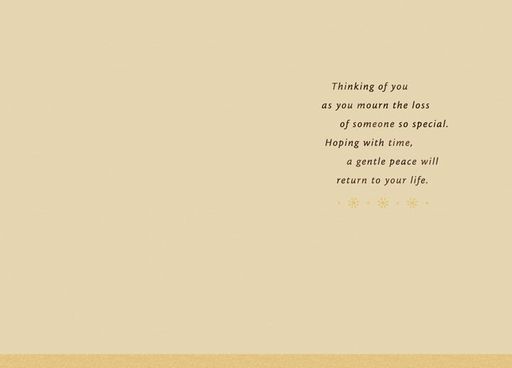 Thinking of you
as you mourn the loss
of someone so special.
Hoping with time,
a gentle peace will
return to your life.